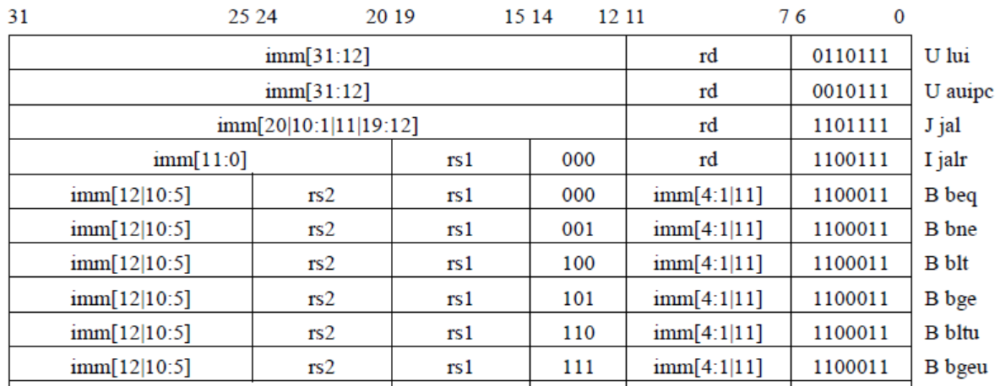 31 25 24 20 19 15 14 12 11 7 6 0
imm[31:12] rd 0110111 U lui
imm[31:12] rd 0010111 U auipc
imm[20|10:1|11|19:12] rd 1101111 J jal
imm[11:0] rs1 000 rd 1100111 I jalr
imm[12|10:5] rs2 rs1 000 imm[4:1|11] 1100011 B beq
imm[12|10:5] rs2 rs1 001 imm[4:1|11] 1100011 B bne
imm[12|10:5] rs2 rs1 100 imm[4:1|11] 1100011 B blt
imm[12|10:5] rs2 rs1 101 imm[4:1|11] 1100011 B bge
imm[12|10:5] rs2 rs1 110 imm[4:1|11] 1100011 B bltu
imm[12|10:5] rs2 rs1 111 imm[4:1|11] 1100011 B bgeu